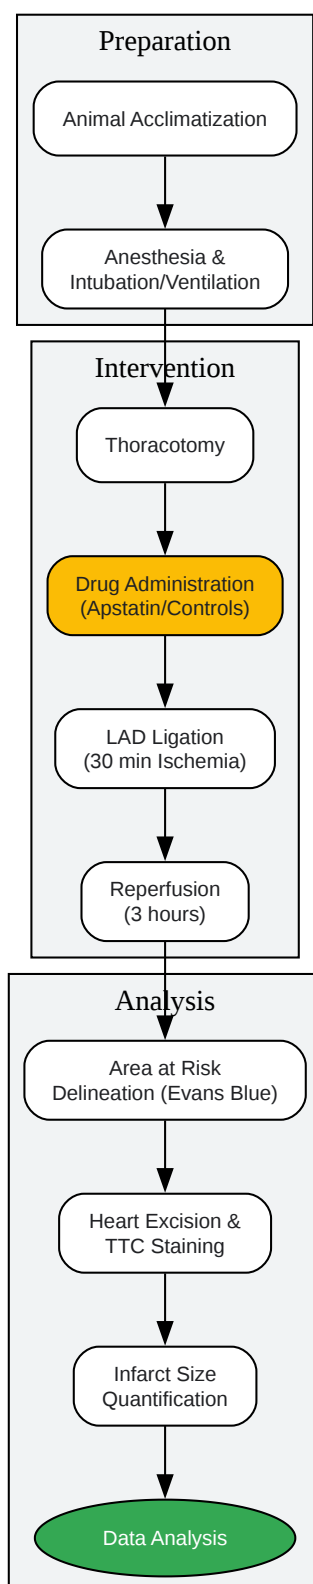 Preparation
Animal Acclimatization
Anesthesia &
Intubation/Ventilation
Intervention
Thoracotomy
Drug Administration
(Apstatin/Controls)
LAD Ligation
(30 min Ischemia)
Reperfusion
(3 hours)
Analysis
Area at Risk
Delineation (Evans Blue)
Heart Excision &
TTC Staining
Infarct Size
Quantification
Data Analysis